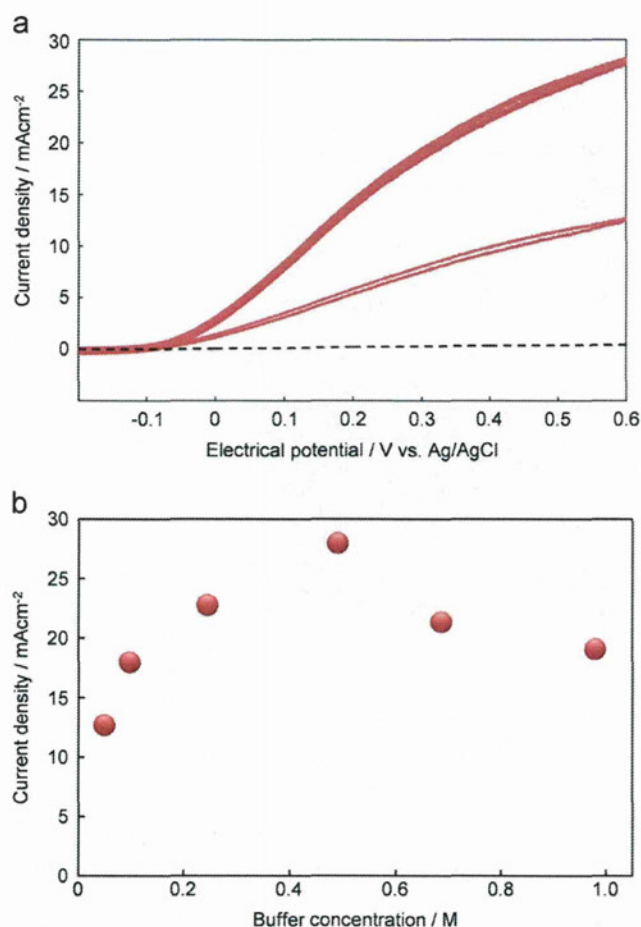 a
30
25
20
15
10
5
0
Current density / mAcm⁻²
-0.1 0 0.1 0.2 0.3 0.4 0.5 0.6
Electrical potential / V vs. Ag/AgCl
b
30
25
20
15
10
5
0
Current density / mAcm⁻²
0 0.2 0.4 0.6 0.8 1.0
Buffer concentration / M